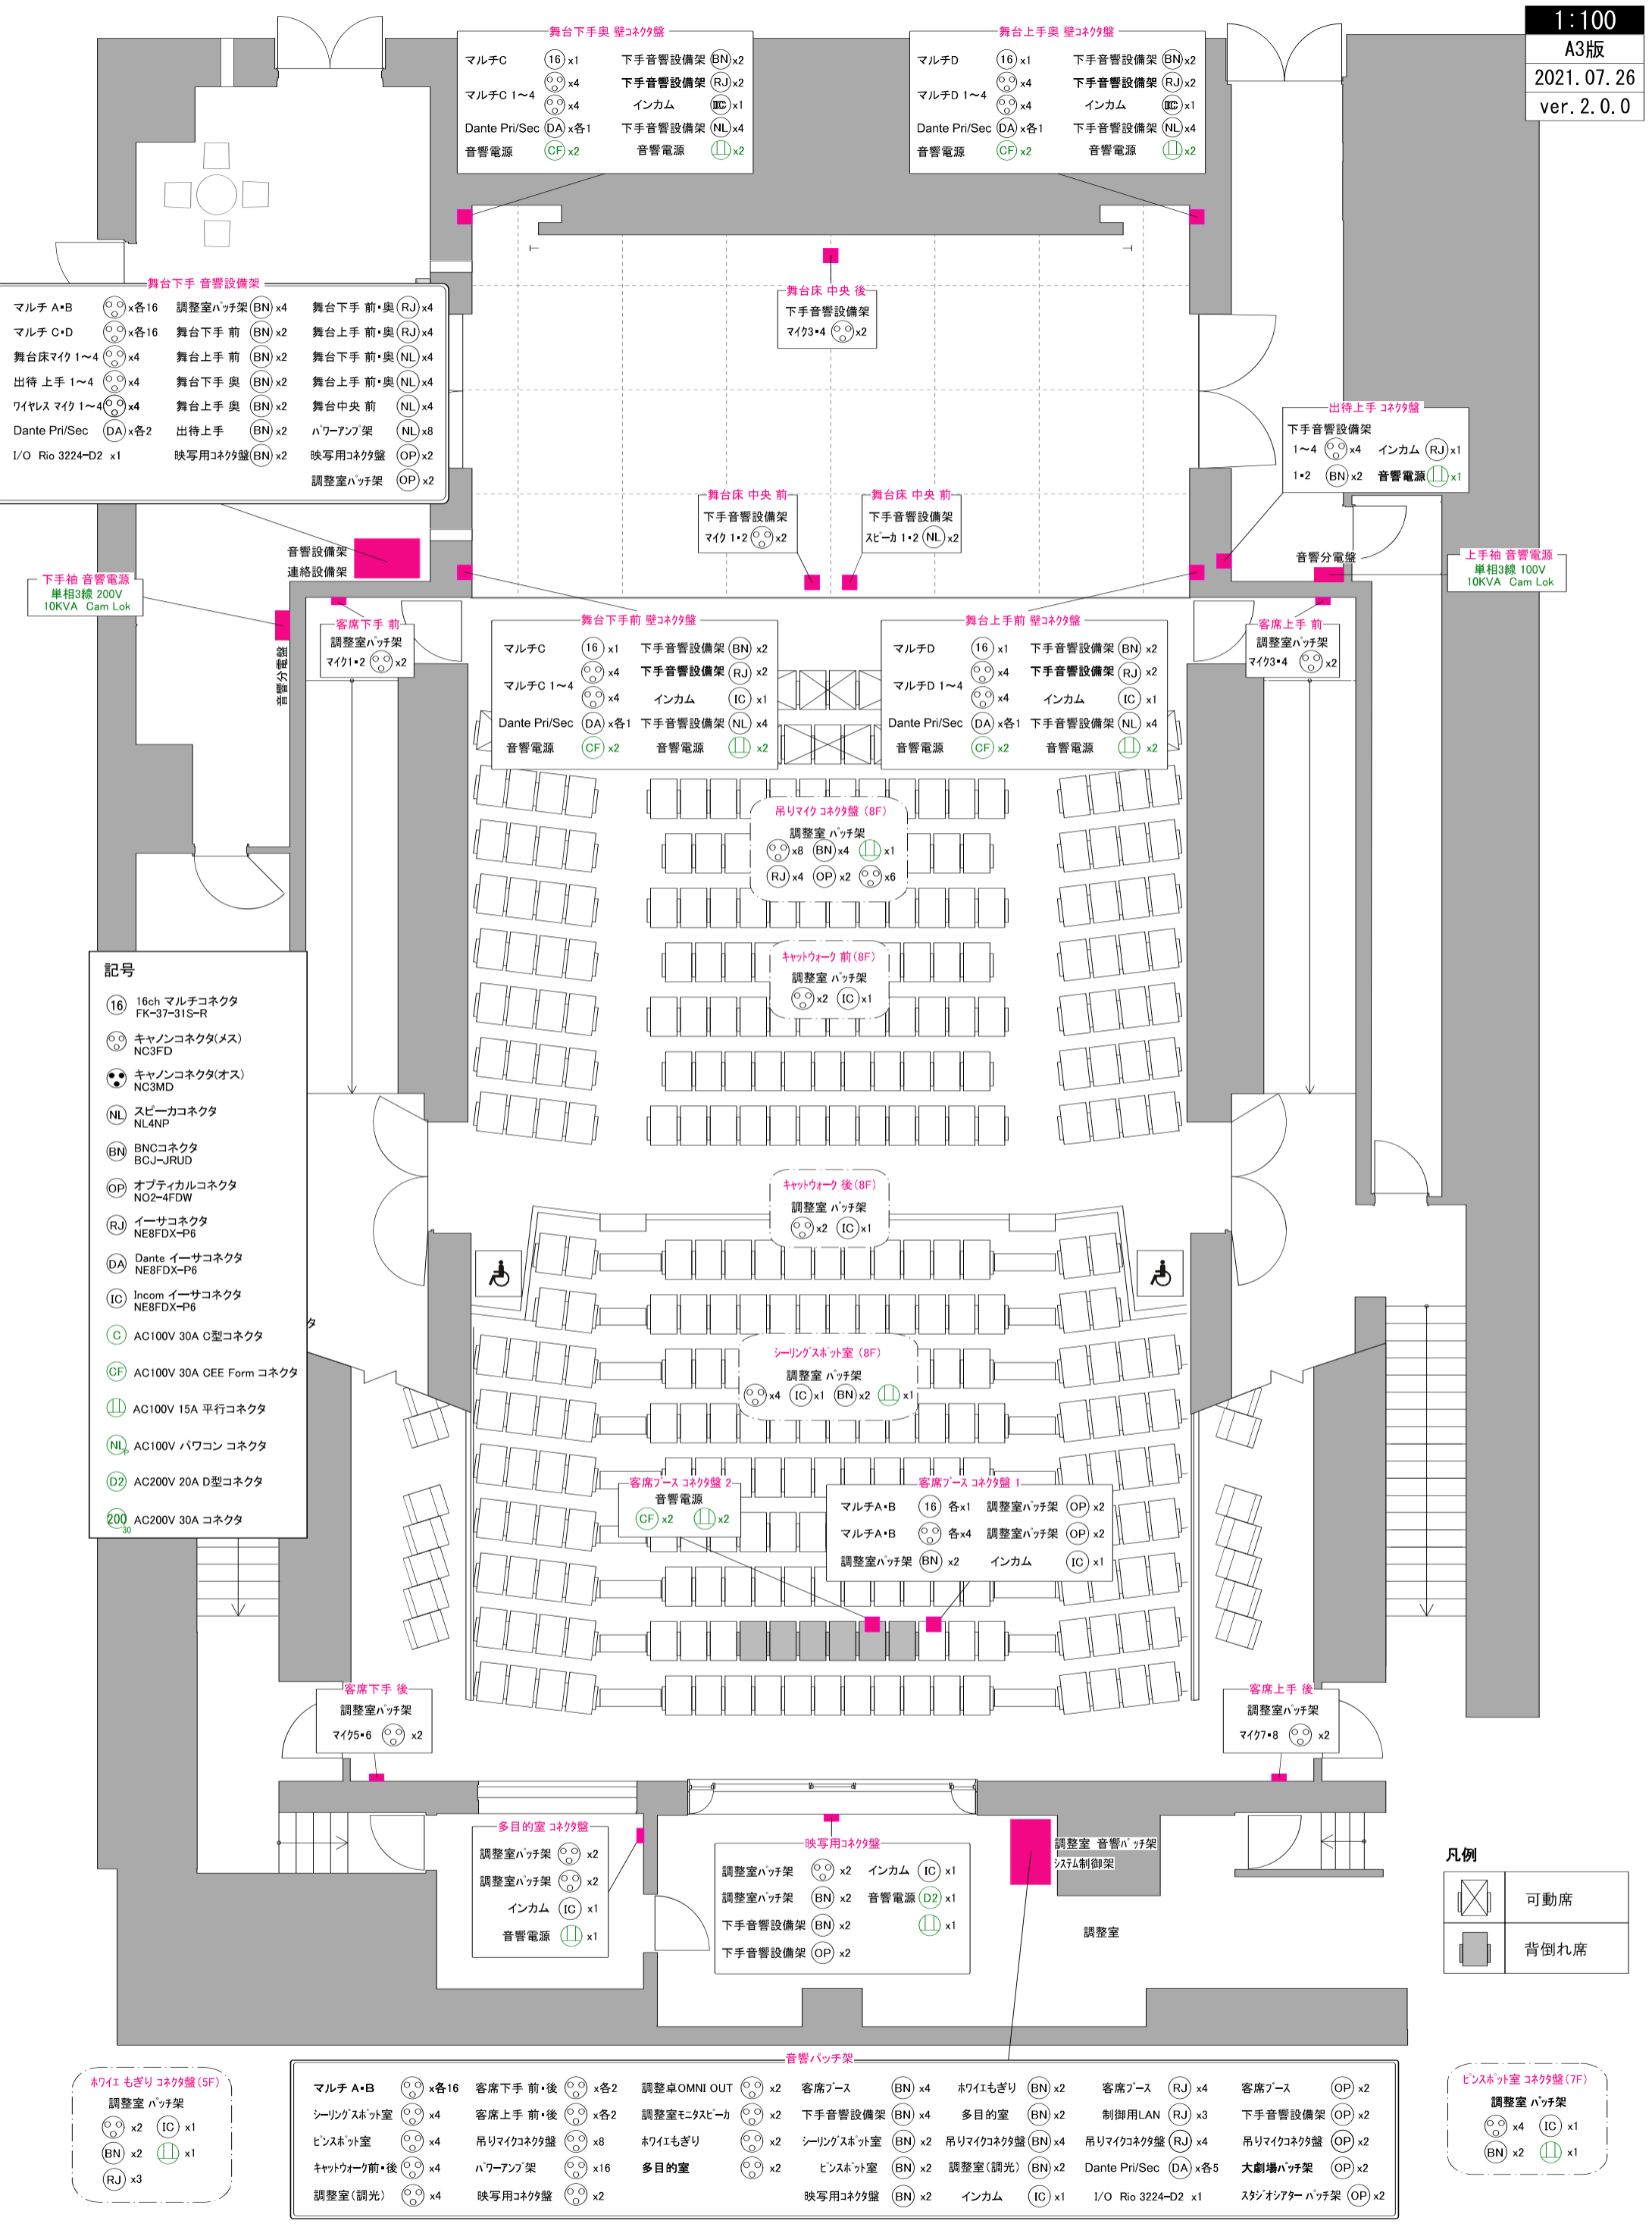 1:100
A3版
2021.07.26
ver.2.0.0
舞台下手奥 壁コネクタ盤
マルチC 16 x1 下手音響設備架 BN x2
x4 下手音響設備架 RJ x2
マルチC 1～4 x4 インカム IC x1
Dante Pri/Sec DA x各1 下手音響設備架 NL x4
音響電源 CF x2 音響電源 x2
舞台上手奥 壁コネクタ盤
マルチD 16 x1 下手音響設備架 BN x2
x4 下手音響設備架 RJ x2
マルチD 1～4 x4 インカム IC x1
Dante Pri/Sec DA x各1 下手音響設備架 NL x4
音響電源 CF x2 音響電源 x2
舞台下手 音響設備架
マルチ A・B x各16 調整室パッチ架 BN x4 舞台下手 前・奥 RJ x4
マルチ C・D x各16 舞台下手 前 BN x2 舞台上手 前・奥 RJ x4
舞台床マイク 1～4 x4 舞台上手 前 BN x2 舞台下手 前・奥 NL x4
出待 上手 1～4 x4 舞台下手 奥 BN x2 舞台上手 前・奥 NL x4
ワイヤレス マイク 1～4 x4 舞台上手 奥 BN x2 舞台中央 前 NL x4
Dante Pri/Sec DA x各2 出待上手 BN x2 パワーアンプ架 NL x8
I/O Rio 3224-D2 x1 映写用コネクタ盤 BN x2 映写用コネクタ盤 OP x2
調整室パッチ架 OP x2
舞台床 中央 後
下手音響設備架
マイク3・4 x2
出待上手 コネクタ盤
下手音響設備架
1～4 x4 インカム RJ x1
1・2 BN x2 音響電源 x1
舞台床 中央 前
下手音響設備架
マイク 1・2 x2
舞台床 中央 前
下手音響設備架
スピーカ 1・2 NL x2
音響設備架
連絡設備架
音響分電盤
下手袖 音響電源
単相3線 200V
10KVA Cam Lok
上手袖 音響電源
単相3線 100V
10KVA Cam Lok
音響分電盤
客席下手 前
調整室パッチ架
マイク1・2 x2
客席上手 前
調整室パッチ架
マイク3・4 x2
舞台下手前 壁コネクタ盤
マルチC 16 x1 下手音響設備架 BN x2
x4 下手音響設備架 RJ x2
マルチC 1～4 x4 インカム IC x1
Dante Pri/Sec DA x各1 下手音響設備架 NL x4
音響電源 CF x2 音響電源 x2
舞台上手前 壁コネクタ盤
マルチD 16 x1 下手音響設備架 BN x2
x4 下手音響設備架 RJ x2
マルチD 1～4 x4 インカム IC x1
Dante Pri/Sec DA x各1 下手音響設備架 NL x4
音響電源 CF x2 音響電源 x2
吊りマイク コネクタ盤 (8F)
調整室 パッチ架
x8 BN x4 x1
RJ x4 OP x2 x6
キャットウォーク 前(8F)
調整室 パッチ架
x2 IC x1
記号
16 16ch マルチコネクタ
FK-37-31S-R
キャノンコネクタ(メス)
NC3FD
キャノンコネクタ(オス)
NC3MD
NL スピーカコネクタ
NL4NP
BN BNCコネクタ
BCJ-JRUD
OP オプティカルコネクタ
NO2-4FDW
RJ イーサコネクタ
NE8FDX-P6
DA Dante イーサコネクタ
NE8FDX-P6
IC Incom イーサコネクタ
NE8FDX-P6
C AC100V 30A C型コネクタ
CF AC100V 30A CEE Form コネクタ
AC100V 15A 平行コネクタ
NLP AC100V パワコン コネクタ
D2 AC200V 20A D型コネクタ
200 30 AC200V 30A コネクタ
タ
キャットウォーク 後(8F)
調整室 パッチ架
x2 IC x1
シーリングスポット室 (8F)
調整室 パッチ架
x4 IC x1 BN x2 x1
客席ブース コネクタ盤 2
音響電源
CF x2 x2
客席ブース コネクタ盤 1
マルチA・B 16 各x1 調整室パッチ架 OP x2
マルチA・B 各x4 調整室パッチ架 OP x2
調整室パッチ架 BN x2 インカム IC x1
客席下手 後
調整室パッチ架
マイク5・6 x2
客席上手 後
調整室パッチ架
マイク7・8 x2
多目的室 コネクタ盤
調整室パッチ架 x2
調整室パッチ架 x2
インカム IC x1
音響電源 x1
映写用コネクタ盤
調整室パッチ架 x2 インカム IC x1
調整室パッチ架 BN x2 音響電源 D2 x1
下手音響設備架 BN x2 x1
下手音響設備架 OP x2
調整室 音響パッチ架
システム制御架
調整室
凡例
可動席
背倒れ席
ホワイエ もぎり コネクタ盤(5F)
調整室 パッチ架
x2 IC x1
BN x2 x1
RJ x3
音響パッチ架
マルチ A・B x各16 客席下手 前・後 x各2 調整卓OMNI OUT x2 客席ブース BN x4 ホワイエもぎり BN x2 客席ブース RJ x4 客席ブース OP x2
シーリングスポット室 x4 客席上手 前・後 x各2 調整室モニタスピーカ x2 下手音響設備架 BN x4 多目的室 BN x2 制御用LAN RJ x3 下手音響設備架 OP x2
ピンスポット室 x4 吊りマイクコネクタ盤 x8 ホワイエもぎり x2 シーリングスポット室 BN x2 吊りマイクコネクタ盤 BN x4 吊りマイクコネクタ盤 RJ x4 吊りマイクコネクタ盤 OP x2
キャットウォーク前・後 x4 パワーアンプ架 x16 多目的室 x2 ピンスポット室 BN x2 調整室(調光) BN x2 Dante Pri/Sec DA x各5 大劇場パッチ架 OP x2
調整室(調光) x4 映写用コネクタ盤 x2 映写用コネクタ盤 BN x2 インカム IC x1 I/O Rio 3224-D2 x1 スタジオシアター パッチ架 OP x2
ピンスポット室 コネクタ盤(7F)
調整室 パッチ架
x4 IC x1
BN x2 x1